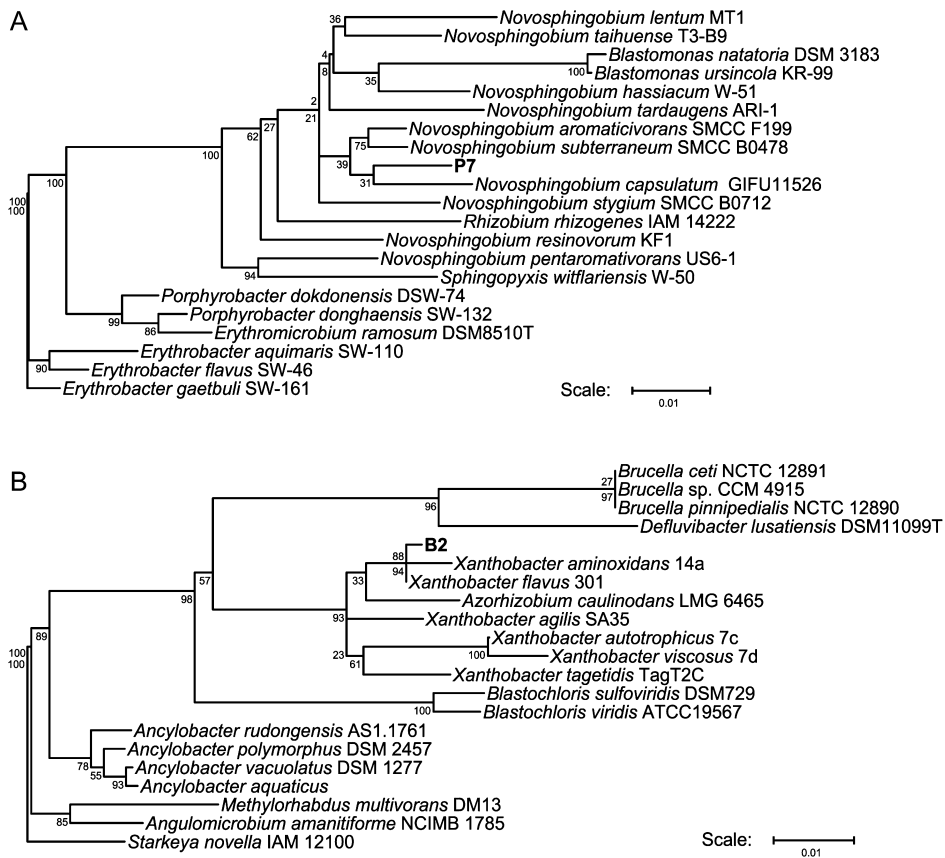 A
36
Novosphingobium lentum MT1
Novosphingobium taihuense T3-B9
4
Blastomonas natatoria DSM 3183
8
100
Blastomonas ursincola KR-99
35
Novosphingobium hassiacum W-51
2
Novosphingobium tardaugens ARI-1
21
27
Novosphingobium aromaticivorans SMCC F199
62
75
Novosphingobium subterraneum SMCC B0478
100
39
P7
31
Novosphingobium capsulatum GIFU11526
100
100
100
Novosphingobium stygium SMCC B0712
Rhizobium rhizogenes IAM 14222
Novosphingobium resinovorum KF1
Novosphingobium pentaromativorans US6-1
94
Sphingopyxis witflariensis W-50
Porphyrobacter dokdonensis DSW-74
99
Porphyrobacter donghaensis SW-132
86
Erythromicrobium ramosum DSM8510T
Erythrobacter aquimaris SW-110
90
Erythrobacter flavus SW-46
Erythrobacter gaetbuli SW-161
Scale:
0.01
B
Brucella ceti NCTC 12891
27
Brucella sp. CCM 4915
97
96
Brucella pinnipedialis NCTC 12890
Defluvibacter lusatiensis DSM11099T
B2
88
Xanthobacter aminoxidans 14a
94
57
33
Xanthobacter flavus 301
98
Azorhizobium caulinodans LMG 6465
93
Xanthobacter agilis SA35
89
Xanthobacter autotrophicus 7c
100
100
23
100
Xanthobacter viscosus 7d
61
Xanthobacter tagetidis TagT2C
Blastochloris sulfoviridis DSM729
100
Blastochloris viridis ATCC19567
Ancylobacter rudongensis AS1.1761
Ancylobacter polymorphus DSM 2457
78
Ancylobacter vacuolatus DSM 1277
55
93
Ancylobacter aquaticus
Methylorhabdus multivorans DM13
85
Angulomicrobium amanitiforme NCIMB 1785
Starkeya novella IAM 12100
Scale:
0.01